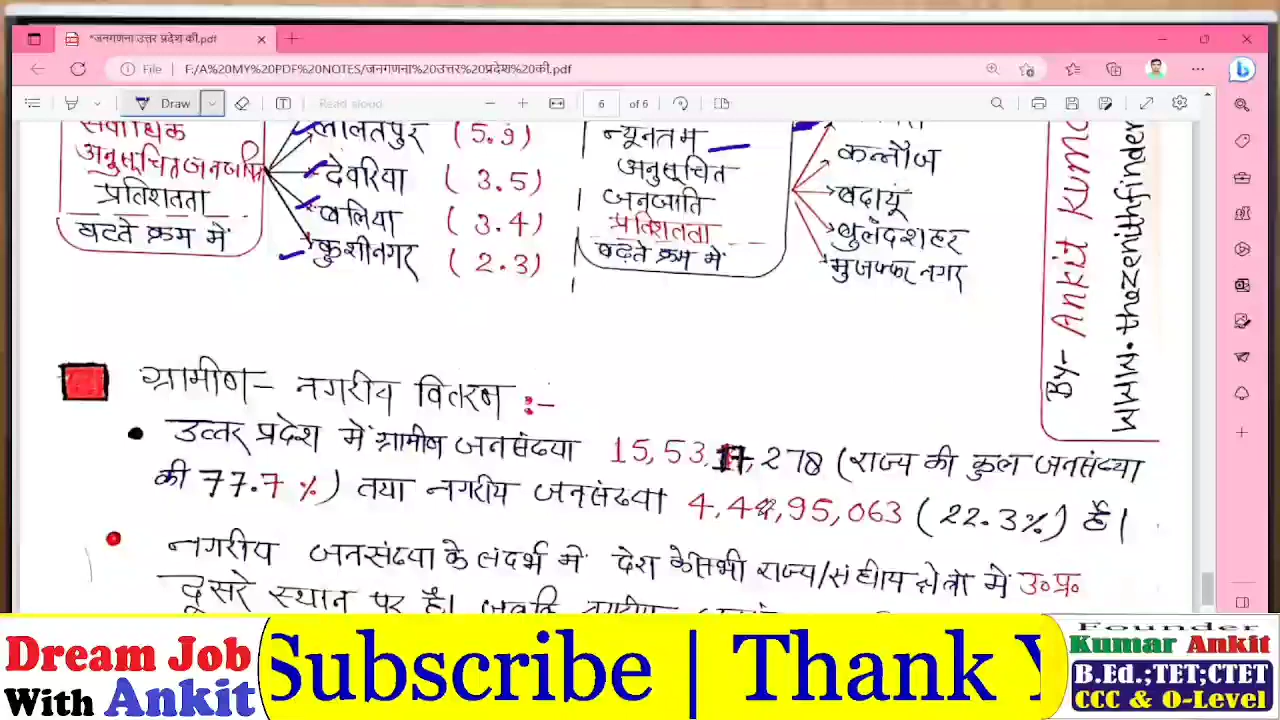 *जनगणना उत्तर प्रदेश की.pdf
File F:/A%20MY%20PDF%20NOTES/जनगणना%20उत्तर%20प्रदेश%20की.pdf
Draw Read aloud 6 of 6
सर्वाधिक
अनुसूचित जनजाति
प्रतिशतता
घटते क्रम में
ललितपुर ( 5.9 )
देवरिया ( 3.5 )
बलिया ( 3.4 )
कुशीनगर ( 2.3 )
न्यूनतम
अनुसूचित
जनजाति
प्रतिशतता
बढ़ते क्रम में
कन्नौज
बदायूं
बुलंदशहर
मुजफ्फरनगर
By- Ankit Kuma
www.thezenithfinder
ग्रामीण - नगरीय वितरण :-
उत्तर प्रदेश में ग्रामीण जनसंख्या 15,53,17,278 (राज्य की कुल जनसंख्या
की 77.7 %) तथा नगरीय जनसंख्या 4,44,95,063 (22.3%) है।
नगरीय जनसंख्या के संदर्भ में देश के सभी राज्य/संघीय क्षेत्रों में उ०प्र०
दूसरे स्थान पर है।
Dream Job
With Ankit
Subscribe | Thank Y
Founder
Kumar Ankit
B.Ed.;TET;CTET
CCC & O-Level